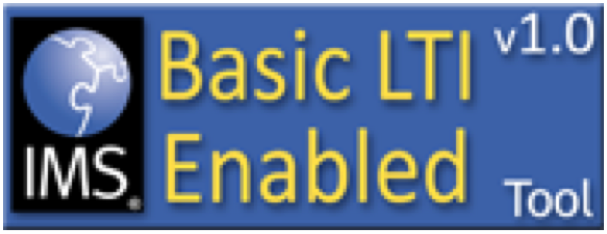 Basic LTI v1.0
IMS® Enabled
Tool